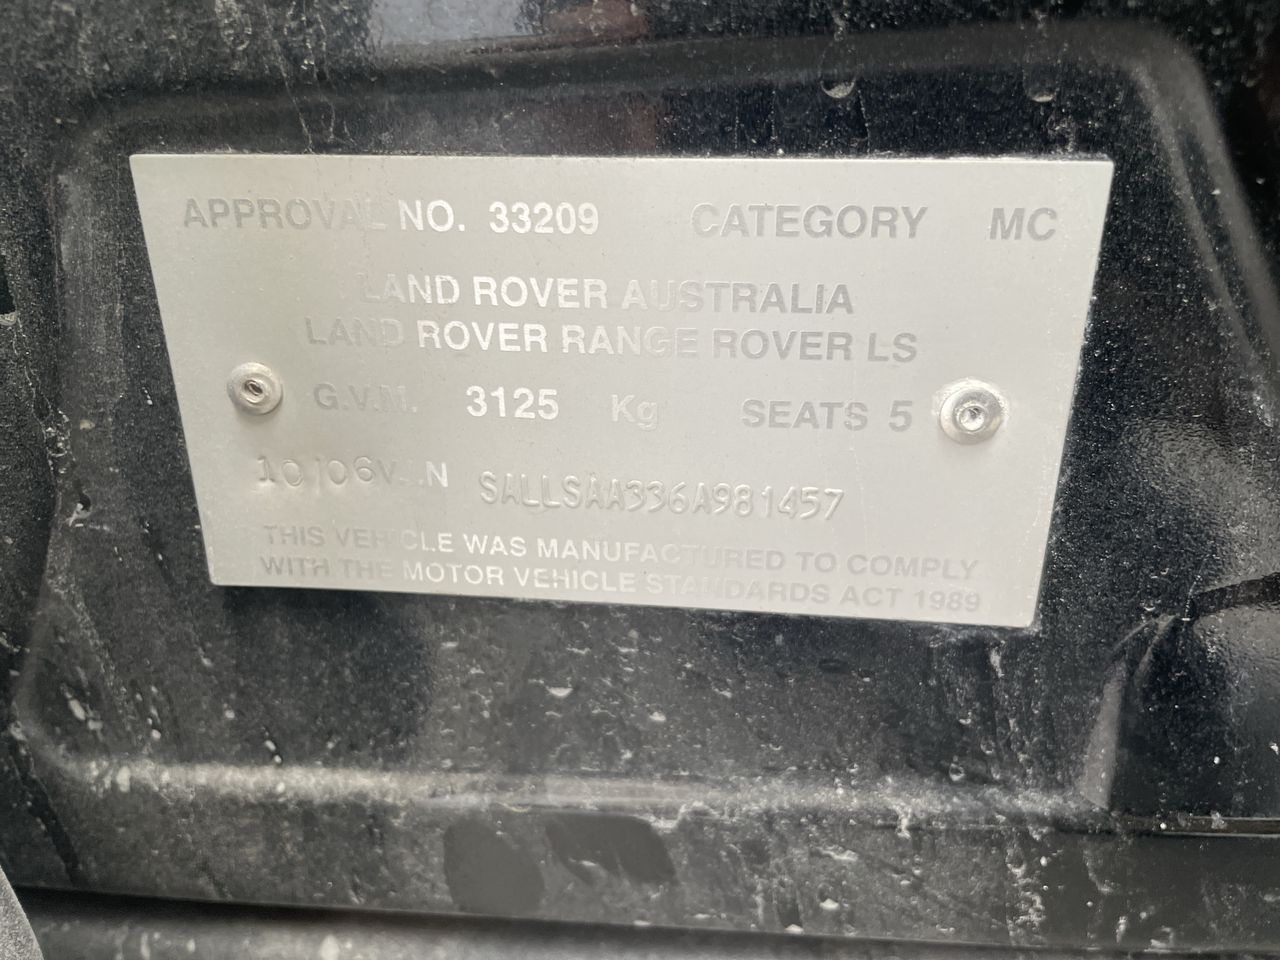 APPROVAL NO. 33209 CATEGORY MC
LAND ROVER AUSTRALIA
LAND ROVER RANGE ROVER LS
G.V.M. 3125 Kg SEATS 5
10/06 V.I.N SALLSAA336A981457
THIS VEHICLE WAS MANUFACTURED TO COMPLY
WITH THE MOTOR VEHICLE STANDARDS ACT 1989